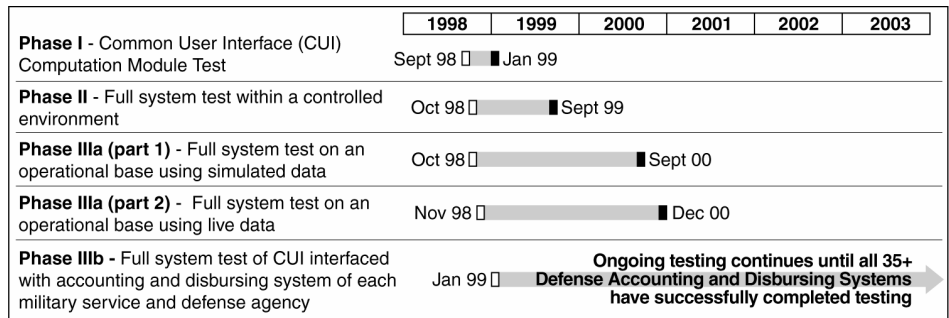 1998 1999 2000 2001 2002 2003
Phase I - Common User Interface (CUI)
Computation Module Test
Sept 98 Jan 99
Phase II - Full system test within a controlled
environment
Oct 98 Sept 99
Phase IIIa (part 1) - Full system test on an
operational base using simulated data
Oct 98 Sept 00
Phase IIIa (part 2) - Full system test on an
operational base using live data
Nov 98 Dec 00
Phase IIIb - Full system test of CUI interfaced
with accounting and disbursing system of each
military service and defense agency
Jan 99
Ongoing testing continues until all 35+
Defense Accounting and Disbursing Systems
have successfully completed testing